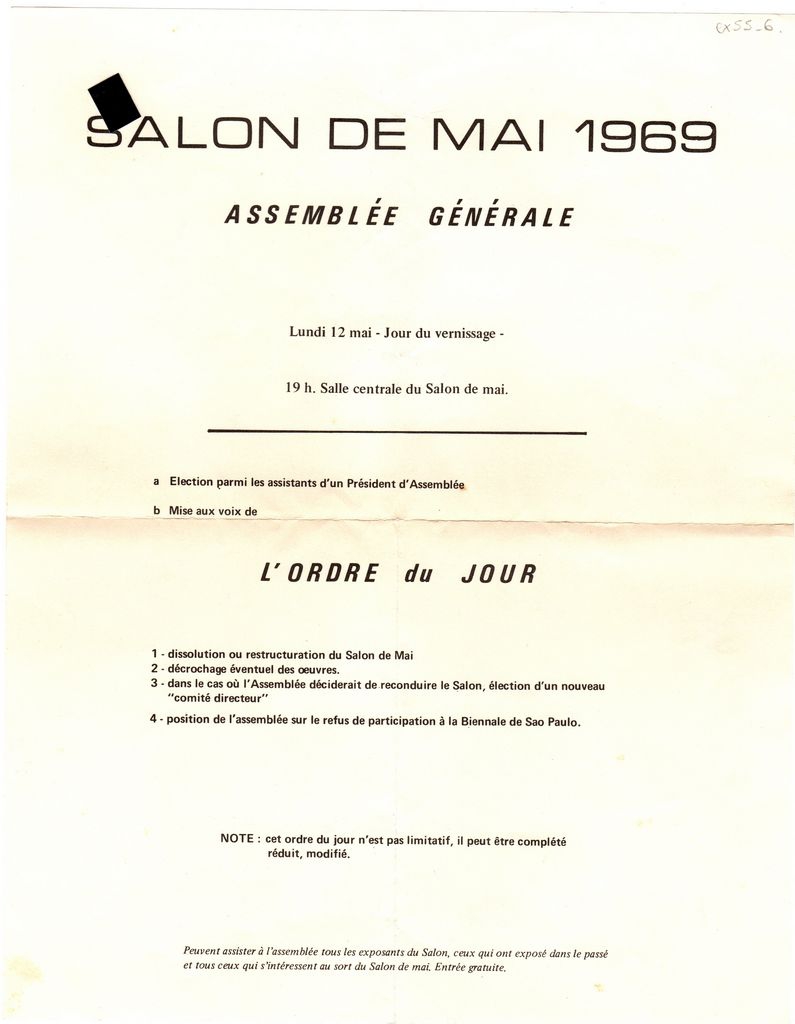 ex55_6.
SALON DE MAI 1969
ASSEMBLÉE GÉNÉRALE
Lundi 12 mai - Jour du vernissage -
19 h. Salle centrale du Salon de mai.
a Election parmi les assistants d'un Président d'Assemblée
b Mise aux voix de
L'ORDRE du JOUR
1 - dissolution ou restructuration du Salon de Mai
2 - décrochage éventuel des oeuvres.
3 - dans le cas où l'Assemblée déciderait de reconduire le Salon, élection d'un nouveau
"comité directeur"
4 - position de l'assemblée sur le refus de participation à la Biennale de Sao Paulo.
NOTE : cet ordre du jour n'est pas limitatif, il peut être complété
réduit, modifié.
Peuvent assister à l'assemblée tous les exposants du Salon, ceux qui ont exposé dans le passé
et tous ceux qui s'intéressent au sort du Salon de mai. Entrée gratuite.